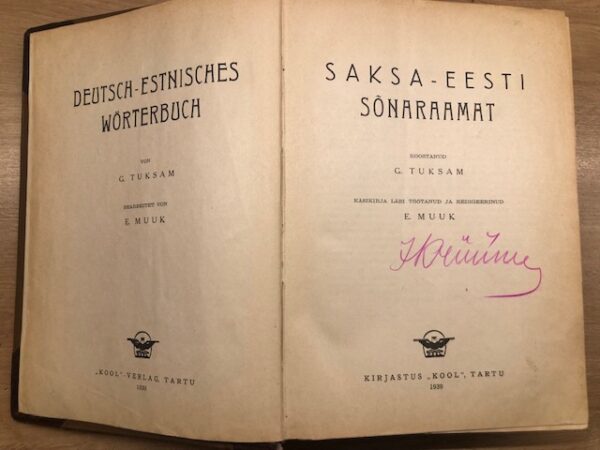 DEUTSCH-ESTNISCHES
WÖRTERBUCH
VON
G. TUKSAM
BEARBEITET VON
E. MUUK
„KOOL“-VERLAG, TARTU
1939
SAKSA-EESTI
SÕNARAAMAT
KOOSTANUD
G. TUKSAM
KÄSIKIRJA LÄBI TÖÖTANUD JA REDIGEERINUD
E. MUUK
KIRJASTUS „KOOL“, TARTU
1939